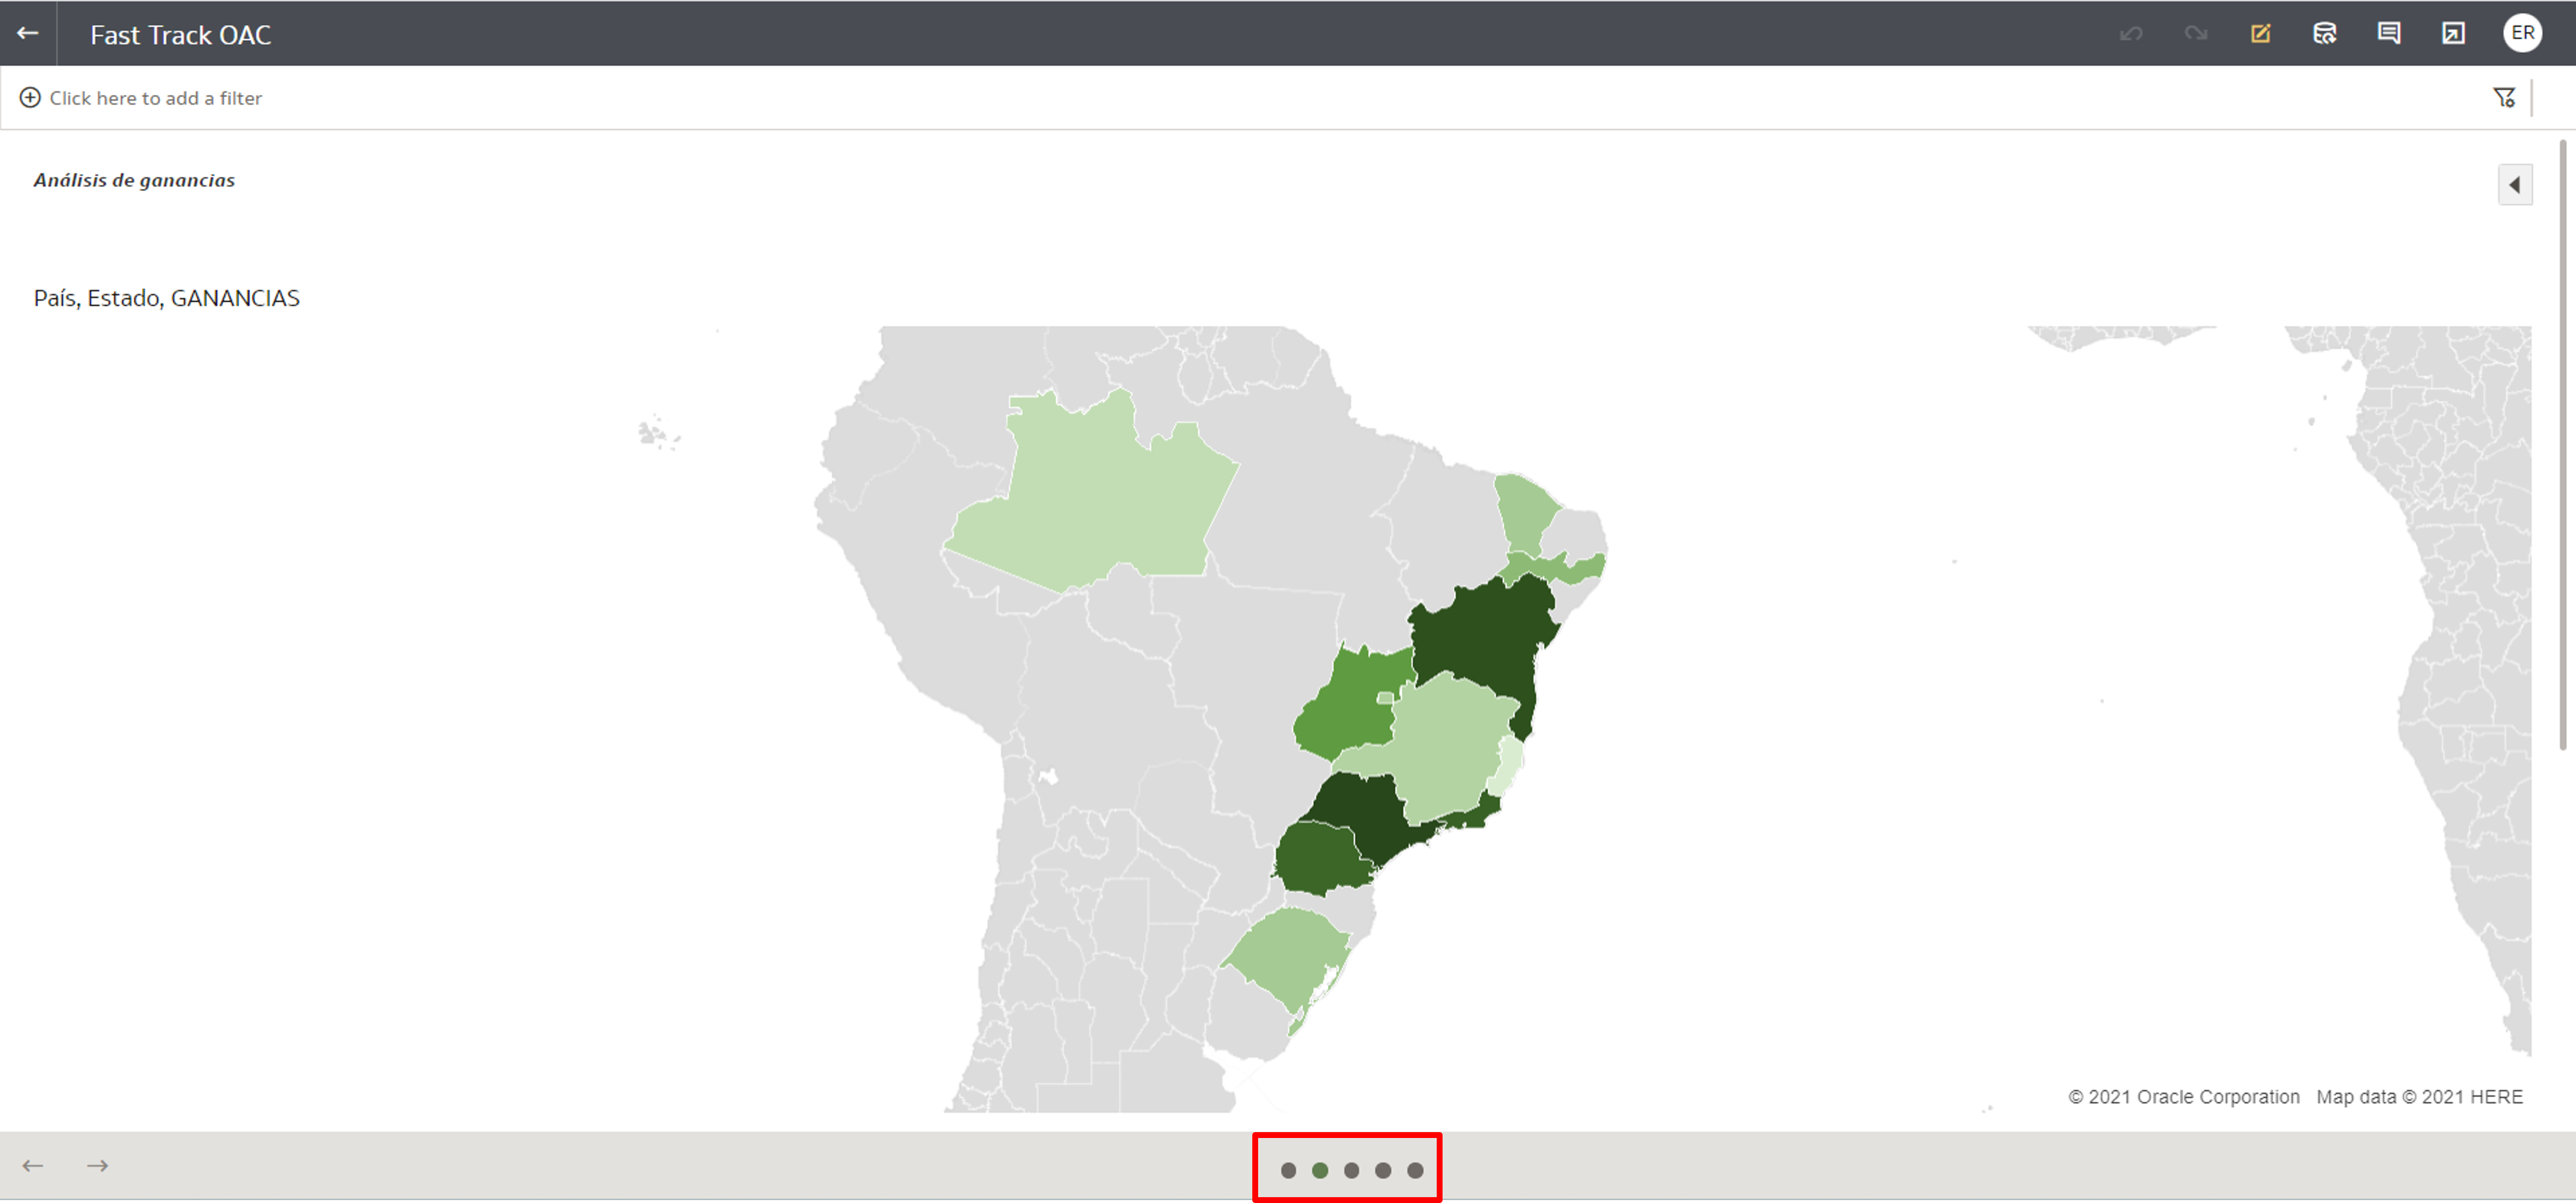 Fast Track OAC
ER
Click here to add a filter
Análisis de ganancias
País, Estado, GANANCIAS
© 2021 Oracle Corporation Map data © 2021 HERE